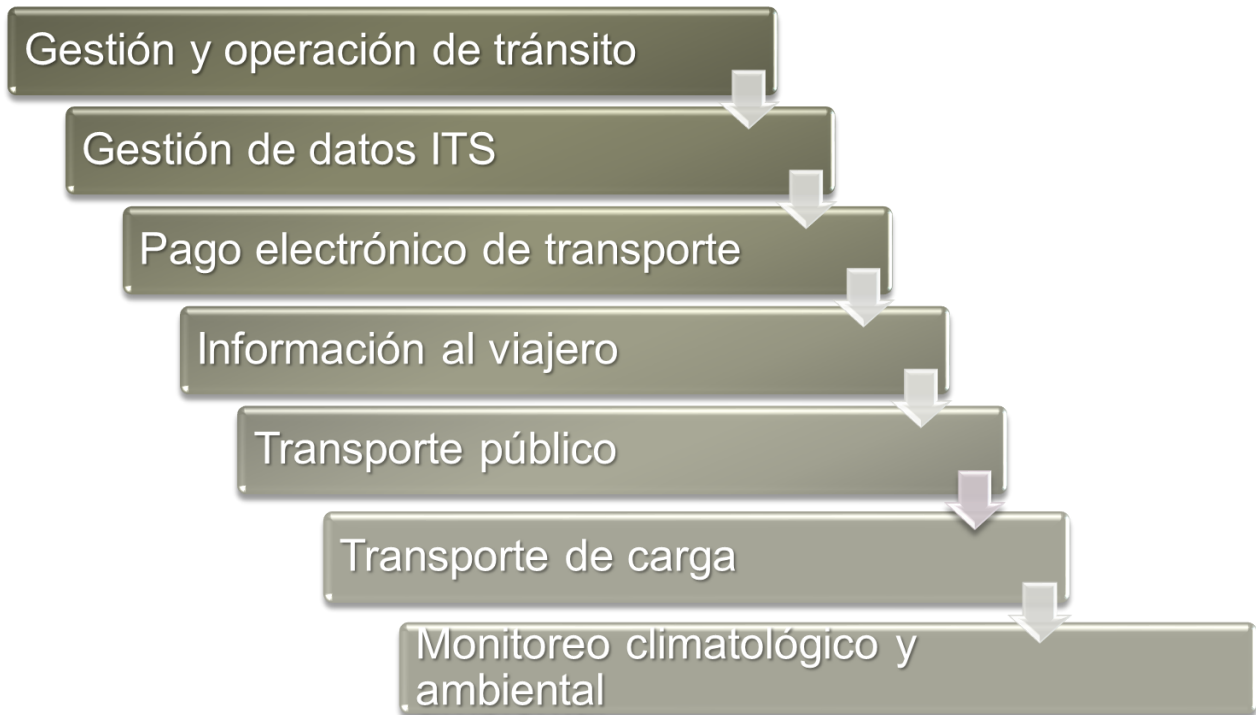 Gestión y operación de tránsito
Gestión de datos ITS
Pago electrónico de transporte
Información al viajero
Transporte público
Transporte de carga
Monitoreo climatológico y
ambiental